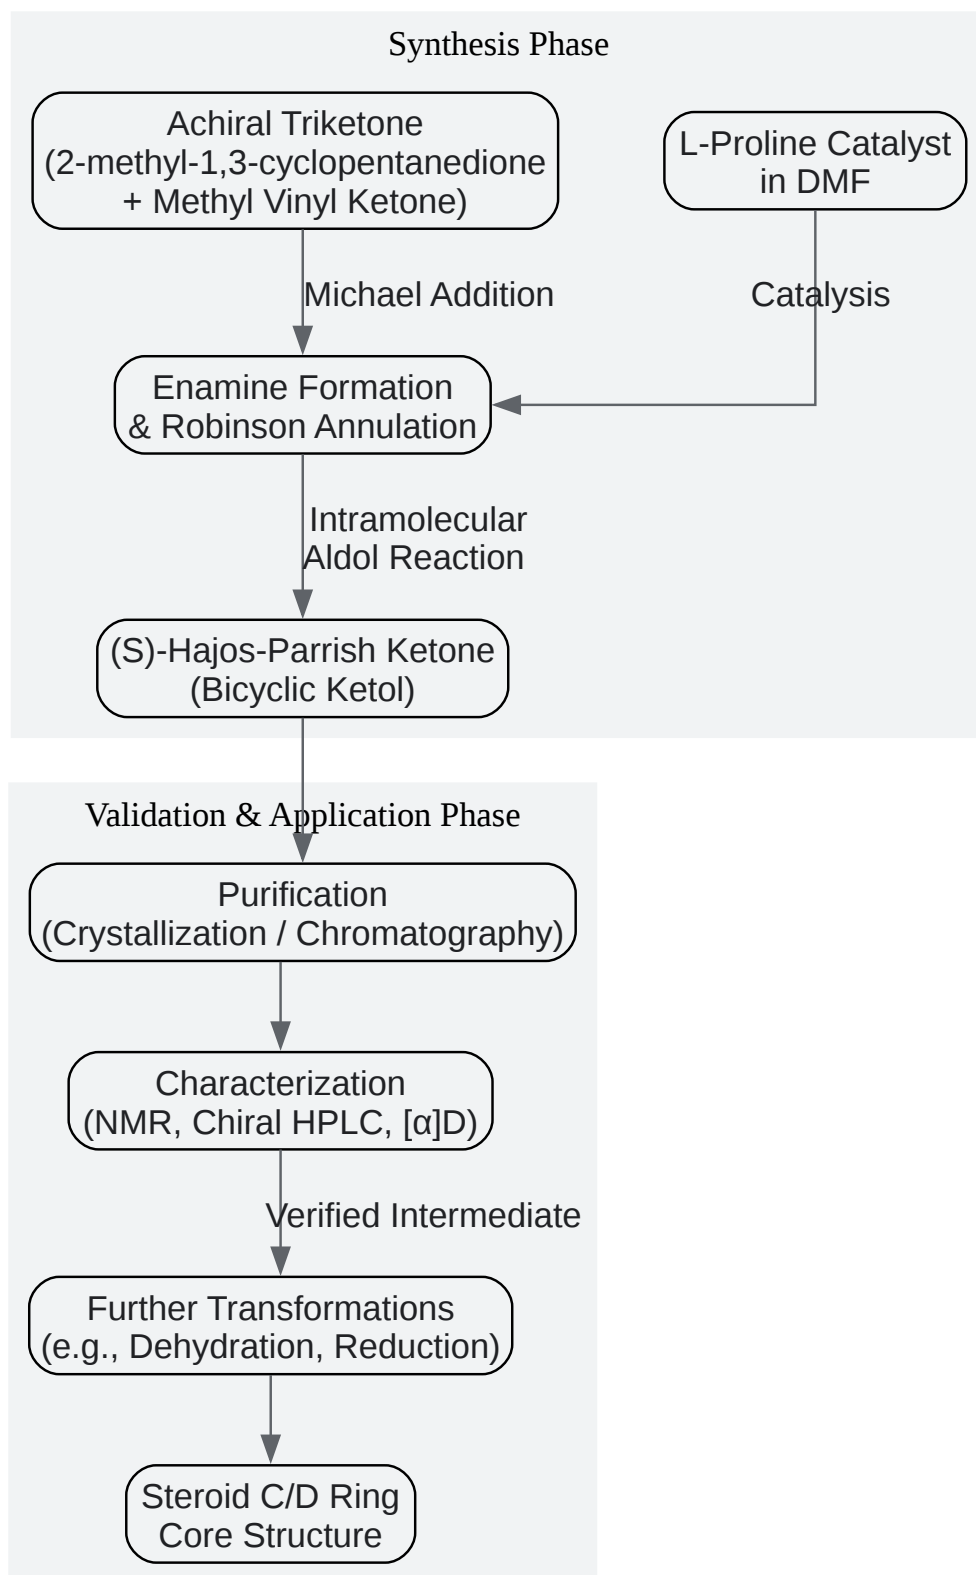 Synthesis Phase
Achiral Triketone
(2-methyl-1,3-cyclopentanedione
+ Methyl Vinyl Ketone)
L-Proline Catalyst
in DMF
Michael Addition
Catalysis
Enamine Formation
& Robinson Annulation
Intramolecular
Aldol Reaction
(S)-Hajos-Parrish Ketone
(Bicyclic Ketol)
Validation & Application Phase
Purification
(Crystallization / Chromatography)
Characterization
(NMR, Chiral HPLC, [α]D)
Verified Intermediate
Further Transformations
(e.g., Dehydration, Reduction)
Steroid C/D Ring
Core Structure